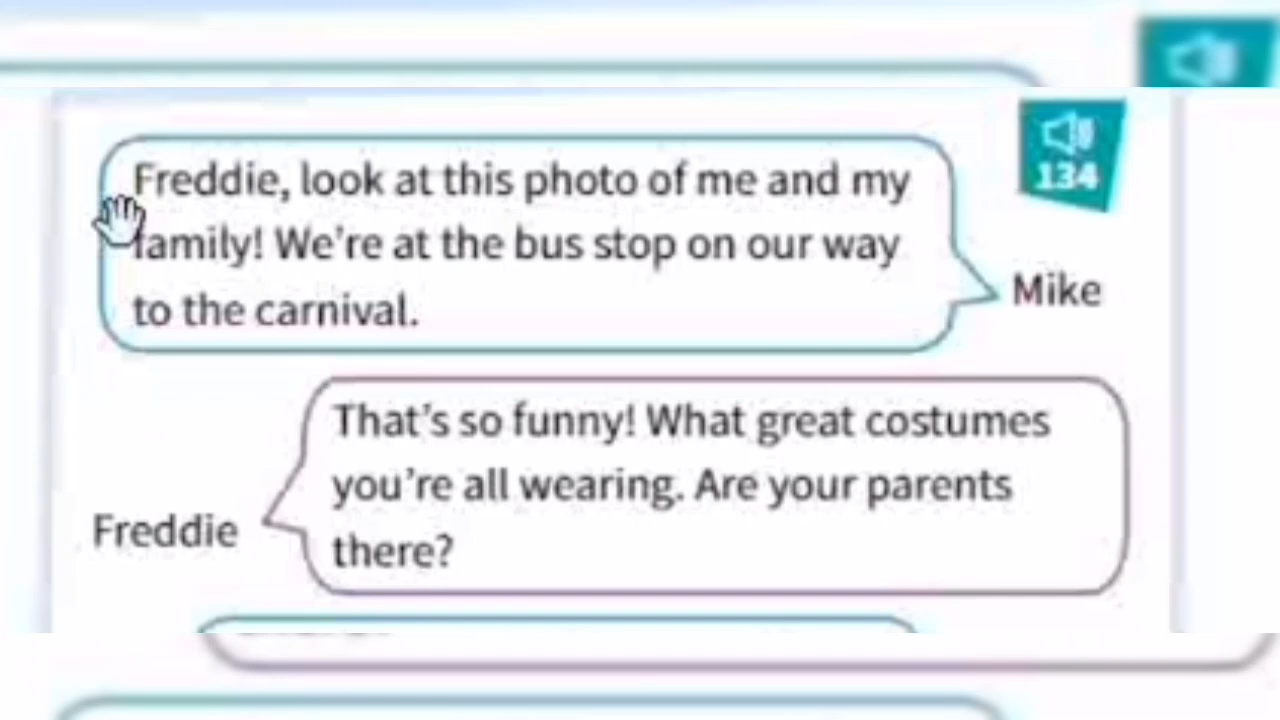 134
Freddie, look at this photo of me and my
family! We're at the bus stop on our way
to the carnival.
Mike
That's so funny! What great costumes
you're all wearing. Are your parents
there?
Freddie